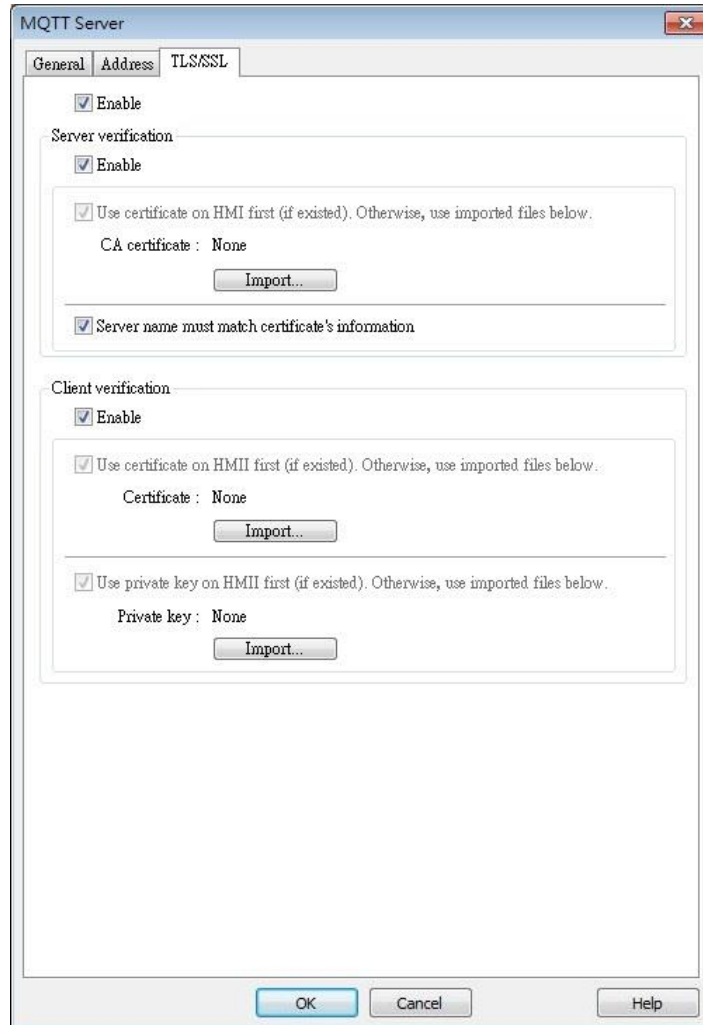 MQTT Server
General Address TLS/SSL
Enable
Server verification
Enable
Use certificate on HMI first (if existed). Otherwise, use imported files below.
CA certificate : None
Import...
Server name must match certificate's information
Client verification
Enable
Use certificate on HMII first (if existed). Otherwise, use imported files below.
Certificate : None
Import...
Use private key on HMII first (if existed). Otherwise, use imported files below.
Private key : None
Import...
OK Cancel Help